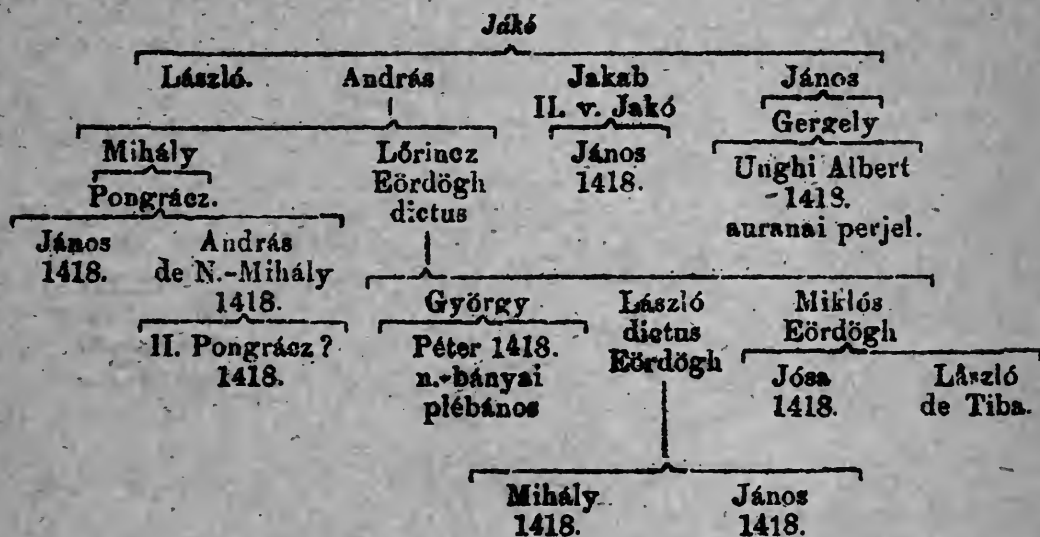 Jákó
László. András Jakab János
II. v. Jakó Gergely
Mihály Lőrincz János Unghi Albert
Pongrácz. Eördögh 1418. 1418.
dictus auranai perjel.
János András
1418. de N.-Mihály
1418.
György László Miklós
II. Pongrácz? Péter 1418. dictus Eördögh
1418. n.-bányai Eördögh Jósa László
plébános 1418. de Tiba.
Mihály János
1418. 1418.